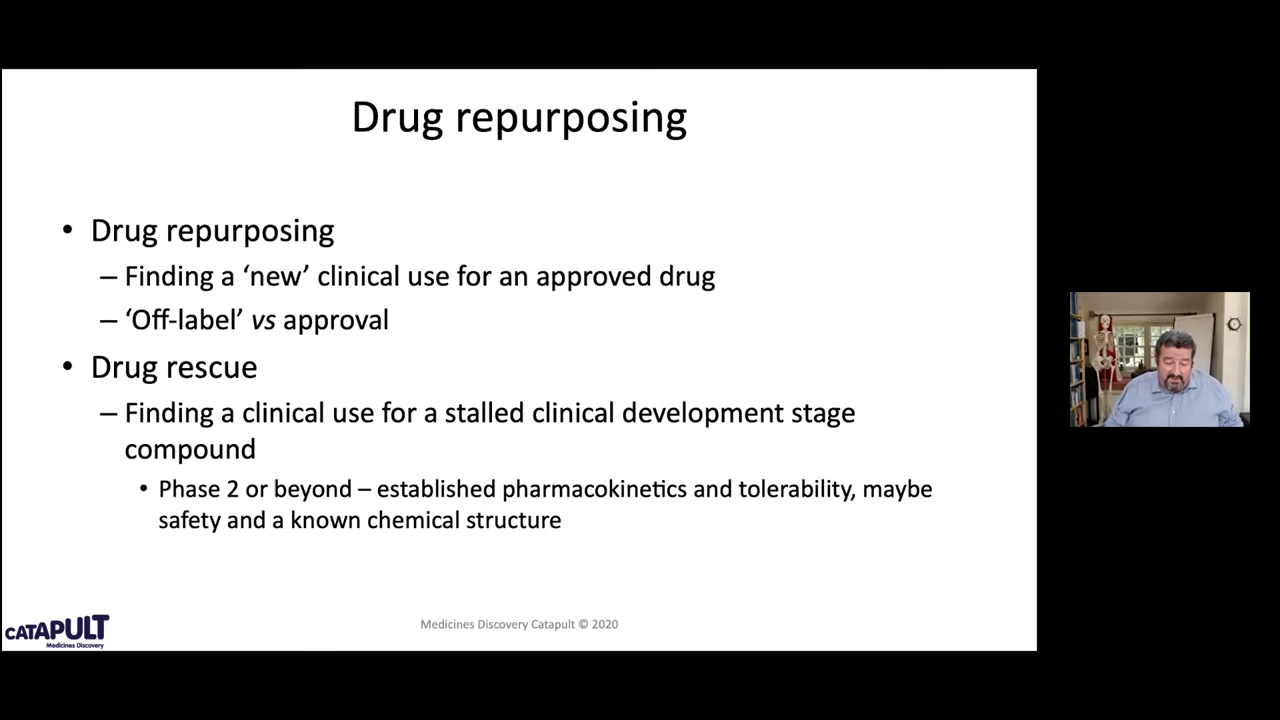 Drug repurposing
• Drug repurposing
– Finding a ‘new’ clinical use for an approved drug
– ‘Off-label’ vs approval
• Drug rescue
– Finding a clinical use for a stalled clinical development stage
compound
• Phase 2 or beyond – established pharmacokinetics and tolerability, maybe
safety and a known chemical structure
CATAPULT
Medicines Discovery
Medicines Discovery Catapult © 2020